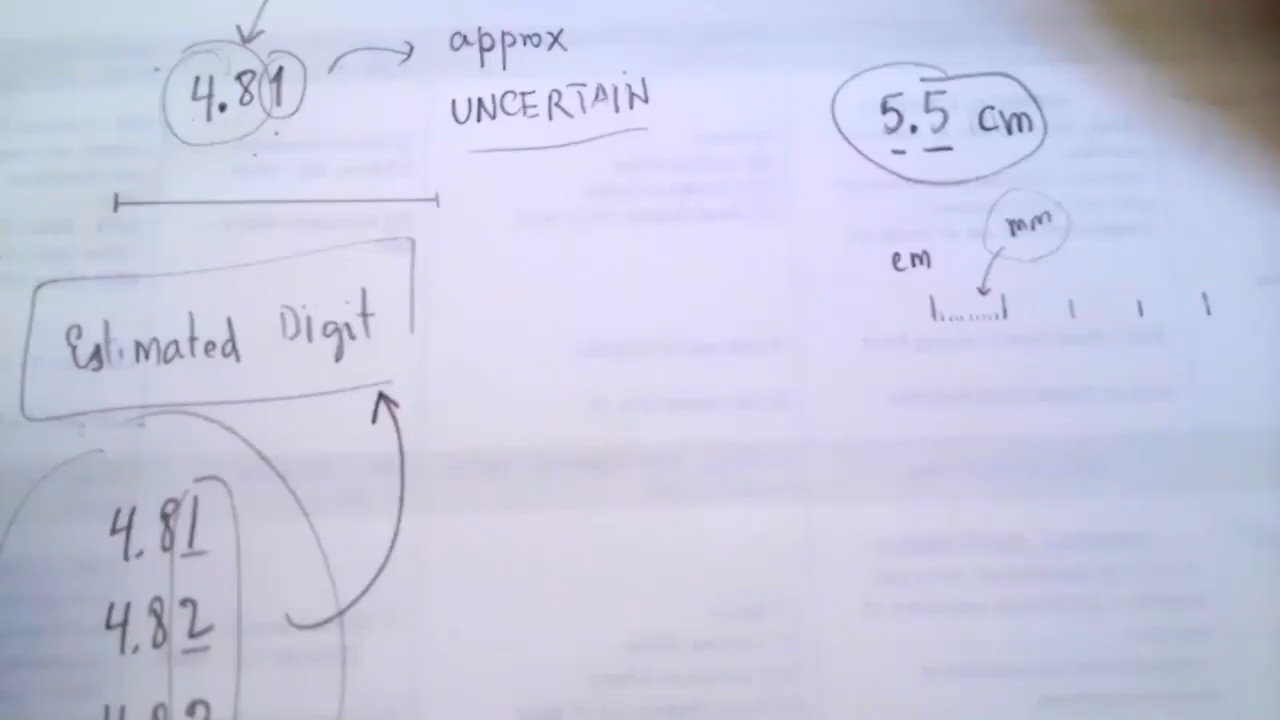 4.81
approx
UNCERTAIN
5.5 cm
mm
cm
Estimated Digit
4.81
4.82